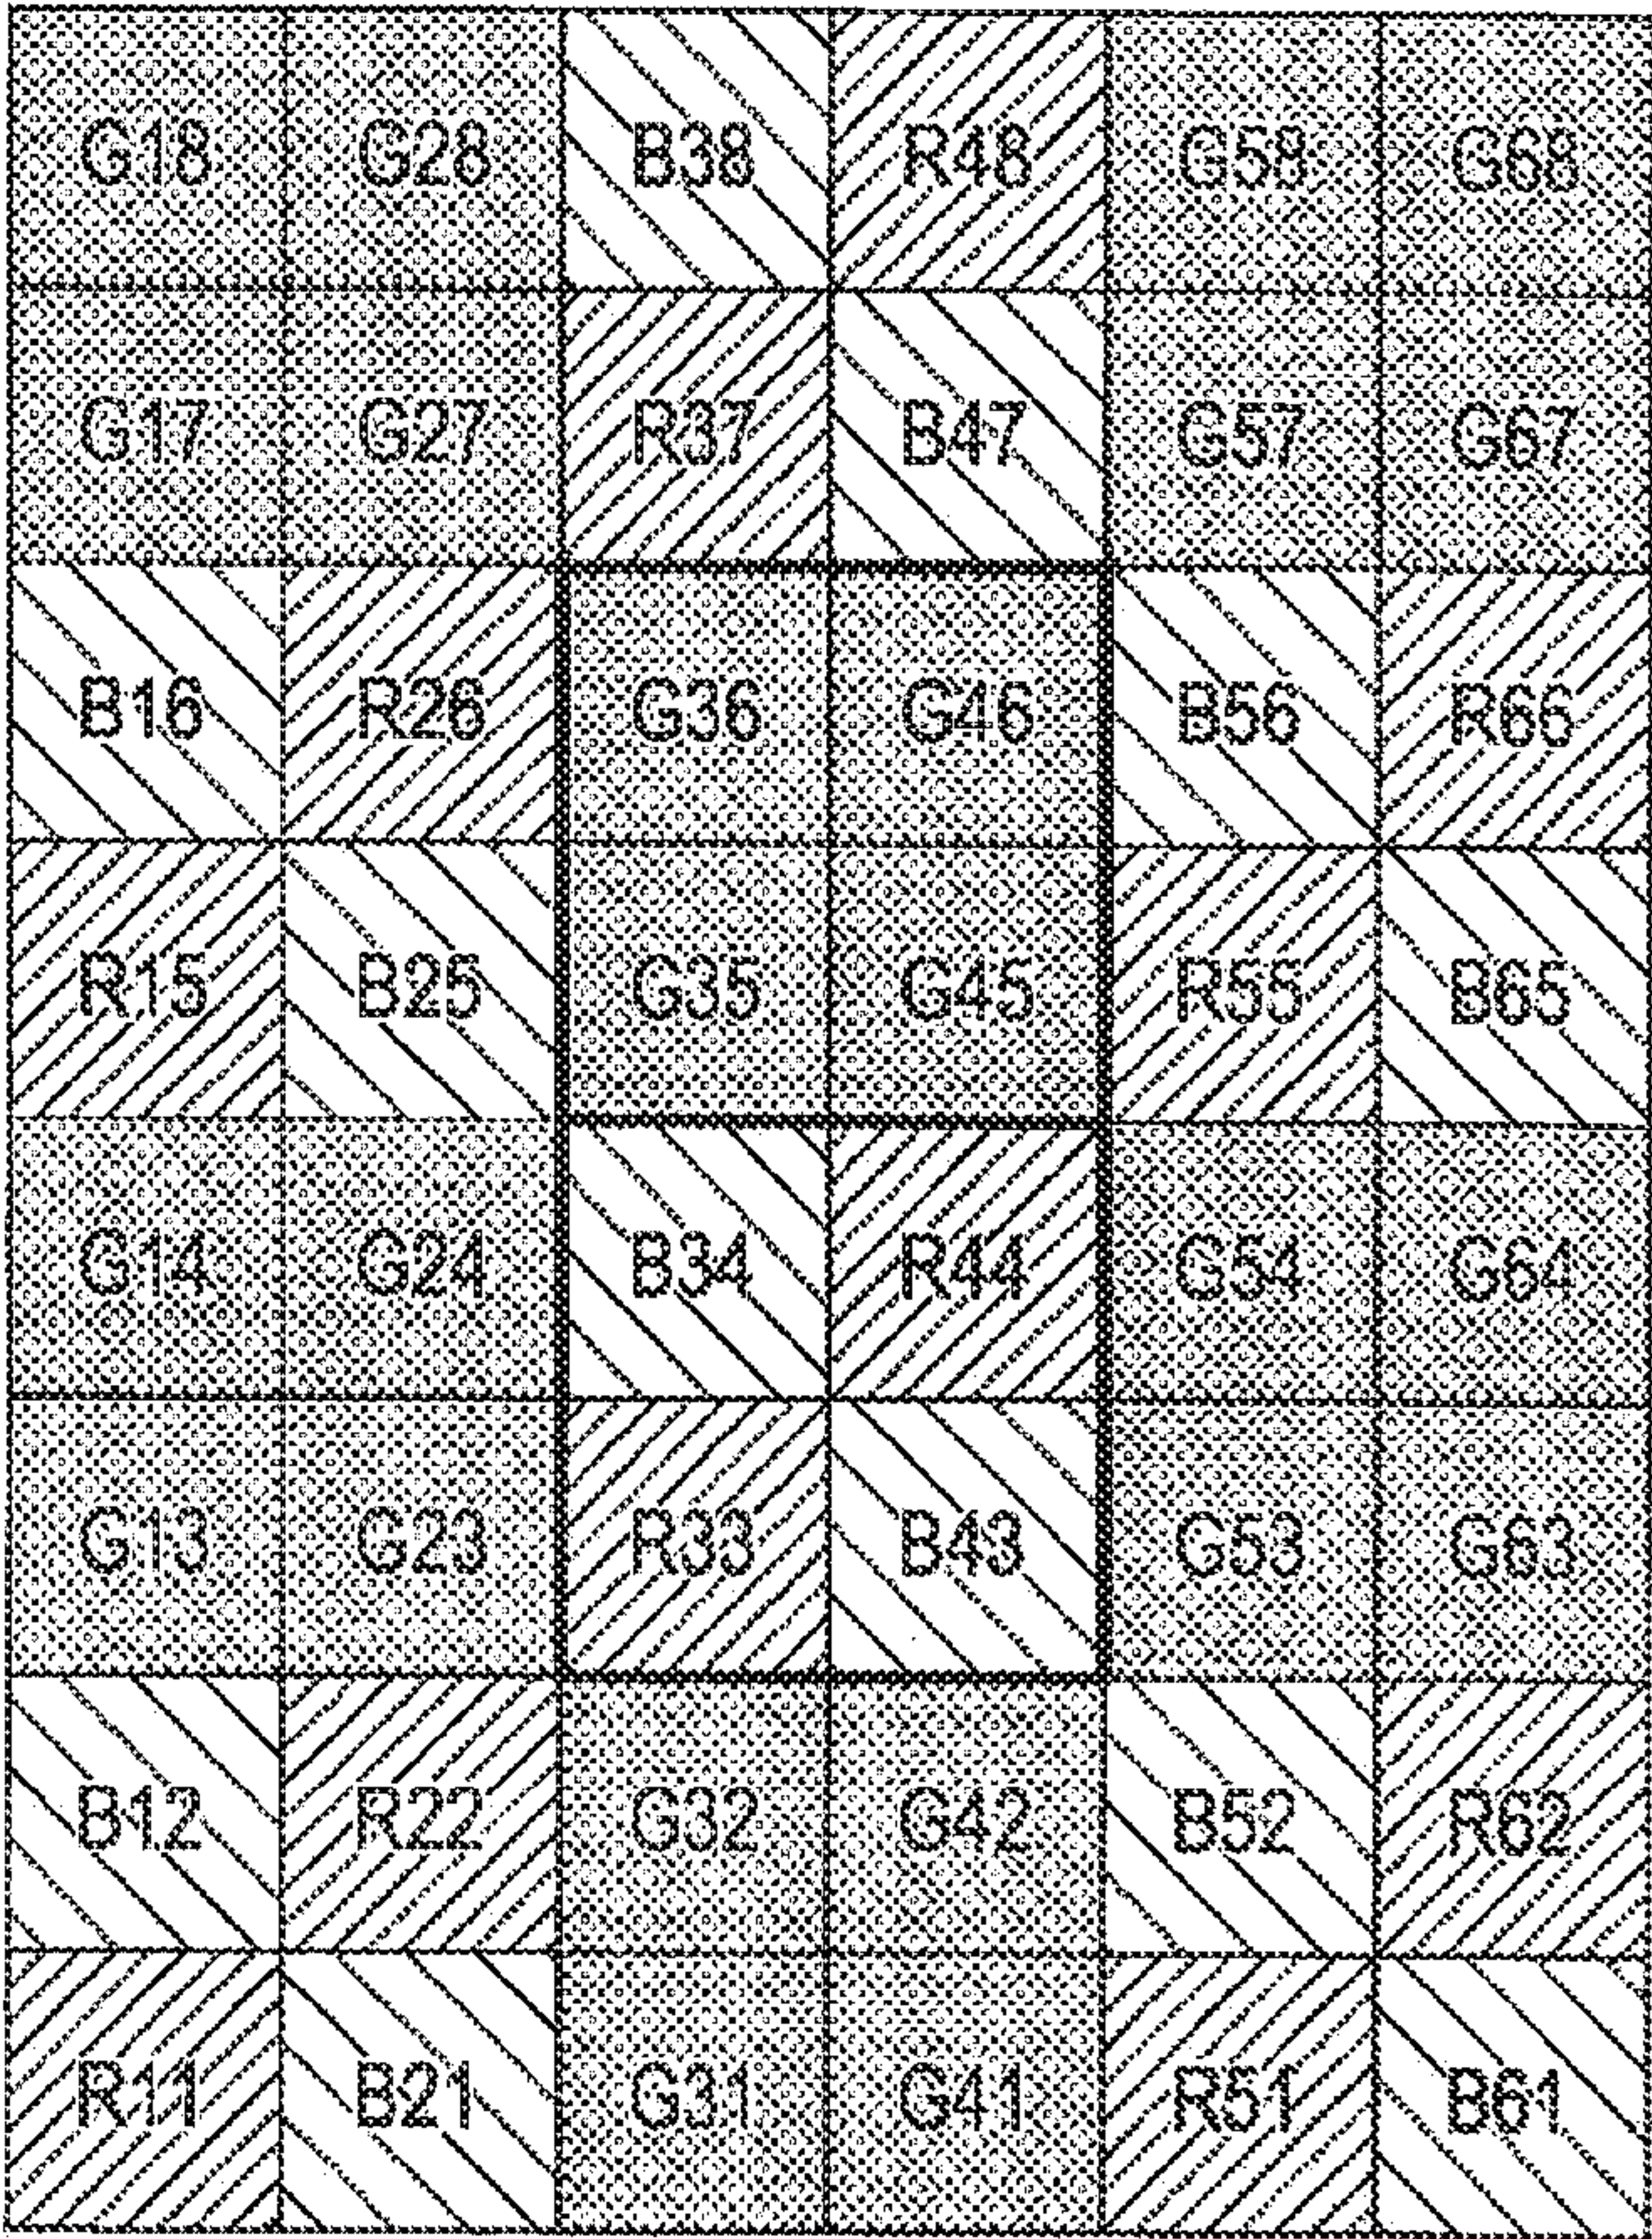 G18 G28 B38 R48 G58 G68
G17 G27 R37 B47 G57 G67
B16 R26 G36 G46 B56 R66
R15 B25 G35 G45 R55 B65
G14 G24 B34 R44 G54 G64
G13 G23 R33 B43 G53 G63
B12 R22 G32 G42 B52 R62
R11 B21 G31 G41 R51 B61